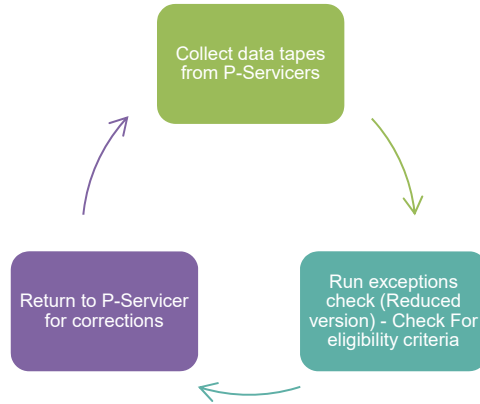 Collect data tapes
from P-Servicers
Run exceptions
check (Reduced
version) - Check For
eligibility criteria
Return to P-Servicer
for corrections